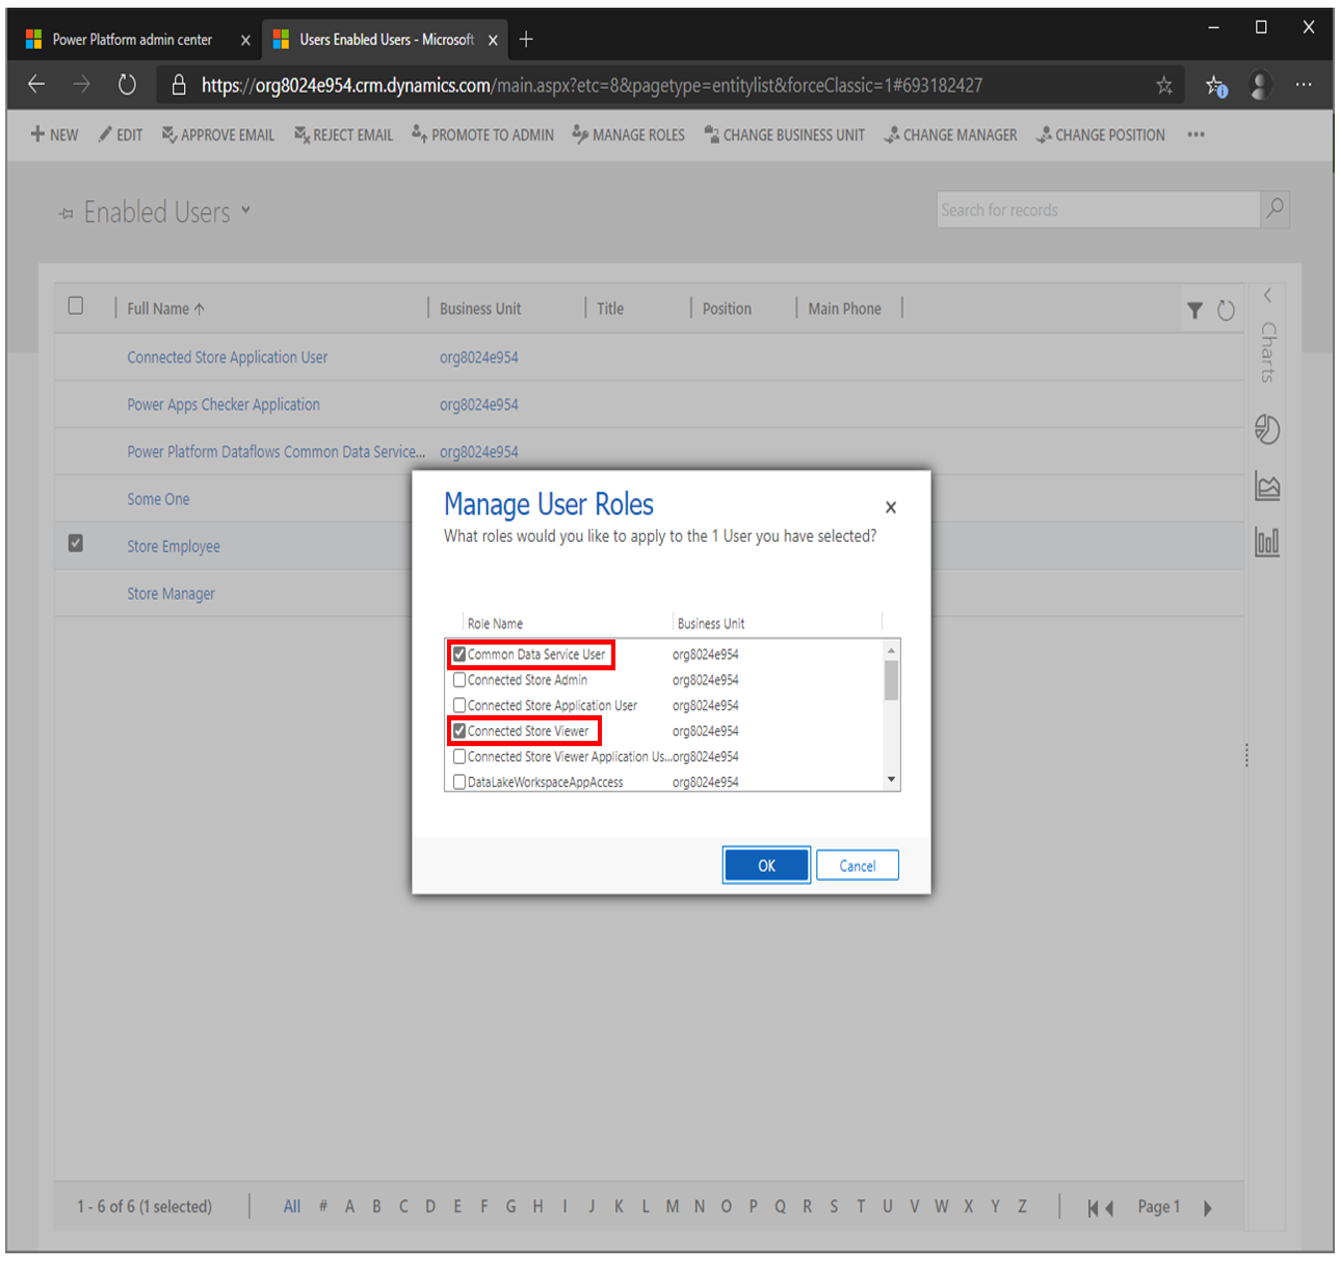 Power Platform admin center
Users Enabled Users - Microsoft
https://org8024e954.crm.dynamics.com/main.aspx?etc=8&pagetype=entitylist&forceClassic=1#693182427
NEW EDIT APPROVE EMAIL REJECT EMAIL PROMOTE TO ADMIN MANAGE ROLES CHANGE BUSINESS UNIT CHANGE MANAGER CHANGE POSITION
Enabled Users
Search for records
Full Name Business Unit Title Position Main Phone
Charts
Connected Store Application User org8024e954
Power Apps Checker Application org8024e954
Power Platform Dataflows Common Data Service... org8024e954
Some One
Store Employee
Store Manager
Manage User Roles
What roles would you like to apply to the 1 User you have selected?
Role Name Business Unit
Common Data Service User org8024e954
Connected Store Admin org8024e954
Connected Store Application User org8024e954
Connected Store Viewer org8024e954
Connected Store Viewer Application Us...org8024e954
DataLakeWorkspaceAppAccess org8024e954
OK Cancel
1 - 6 of 6 (1 selected) All # A B C D E F G H I J K L M N O P Q R S T U V W X Y Z Page 1